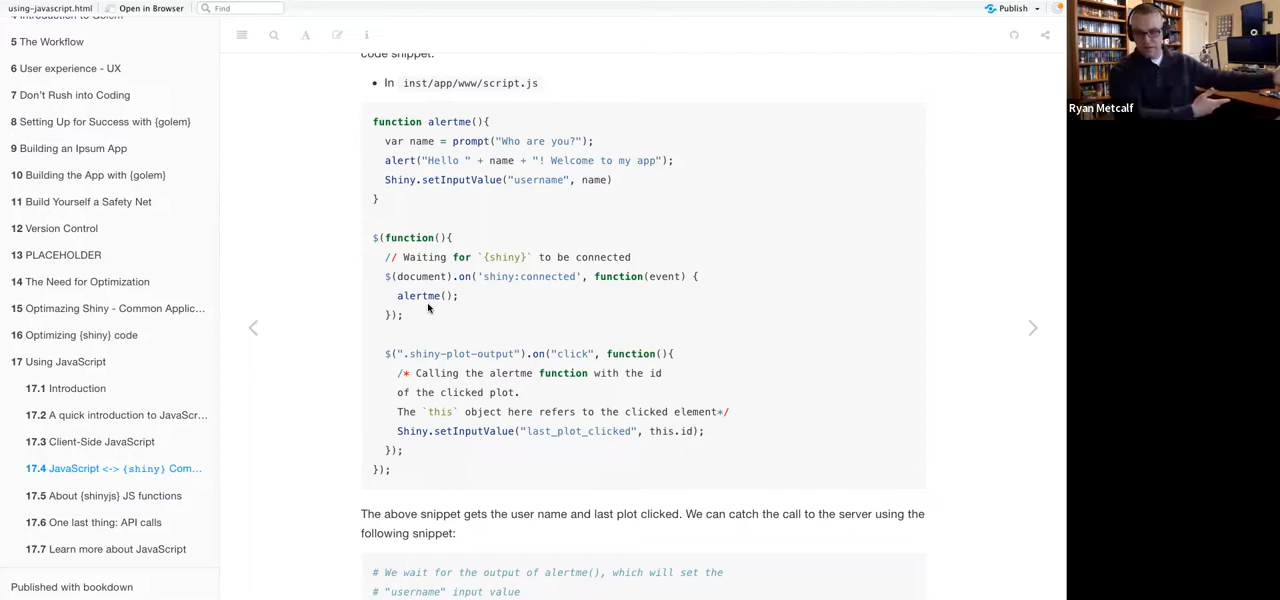 using-javascript.html
Open in Browser
Find
Publish
4 Introduction to Golem
5 The Workflow
6 User experience - UX
7 Don't Rush into Coding
8 Setting Up for Success with {golem}
9 Building an Ipsum App
10 Building the App with {golem}
11 Build Yourself a Safety Net
12 Version Control
13 PLACEHOLDER
14 The Need for Optimization
15 Optimazing Shiny - Common Applic...
16 Optimizing {shiny} code
17 Using JavaScript
17.1 Introduction
17.2 A quick introduction to JavaScr...
17.3 Client-Side JavaScript
17.4 JavaScript <-> {shiny} Com...
17.5 About {shinyjs} JS functions
17.6 One last thing: API calls
17.7 Learn more about JavaScript
Published with bookdown
code snippet.
• In inst/app/www/script.js
function alertme(){
var name = prompt("Who are you?");
alert("Hello " + name + "! Welcome to my app");
Shiny.setInputValue("username", name)
}
$(function(){
// Waiting for `{shiny}` to be connected
$(document).on('shiny:connected', function(event) {
alertme();
});
$(".shiny-plot-output").on("click", function(){
/* Calling the alertme function with the id
of the clicked plot.
The `this` object here refers to the clicked element*/
Shiny.setInputValue("last_plot_clicked", this.id);
});
});
The above snippet gets the user name and last plot clicked. We can catch the call to the server using the
following snippet:
# We wait for the output of alertme(), which will set the
# "username" input value
Ryan Metcalf